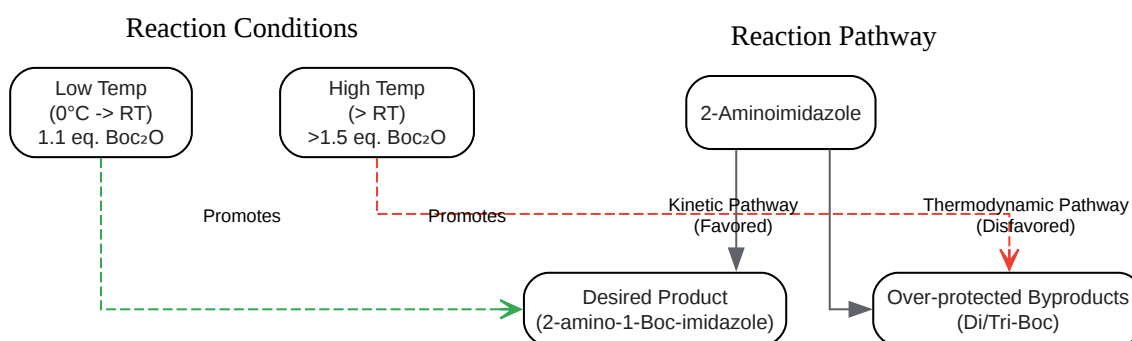 Reaction Conditions
Reaction Pathway
Low Temp
(0°C -> RT)
1.1 eq. Boc₂O
High Temp
(> RT)
>1.5 eq. Boc₂O
2-Aminoimidazole
Promotes
Promotes
Kinetic Pathway
(Favored)
Thermodynamic Pathway
(Disfavored)
Desired Product
(2-amino-1-Boc-imidazole)
Over-protected Byproducts
(Di/Tri-Boc)